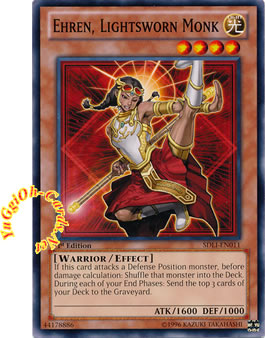 EHREN, LIGHTSWORN MONK
光
YuGgiOh-Cards.Net
1st Edition
SDLI-EN011
[WARRIOR / EFFECT]
If this card attacks a Defense Position monster, before
damage calculation: Shuffle that monster into the Deck.
During each of your End Phases: Send the top 3 cards of
your Deck to the Graveyard.
ATK/1600 DEF/1000
44178886
©1996 KAZUKI TAKAHASHI